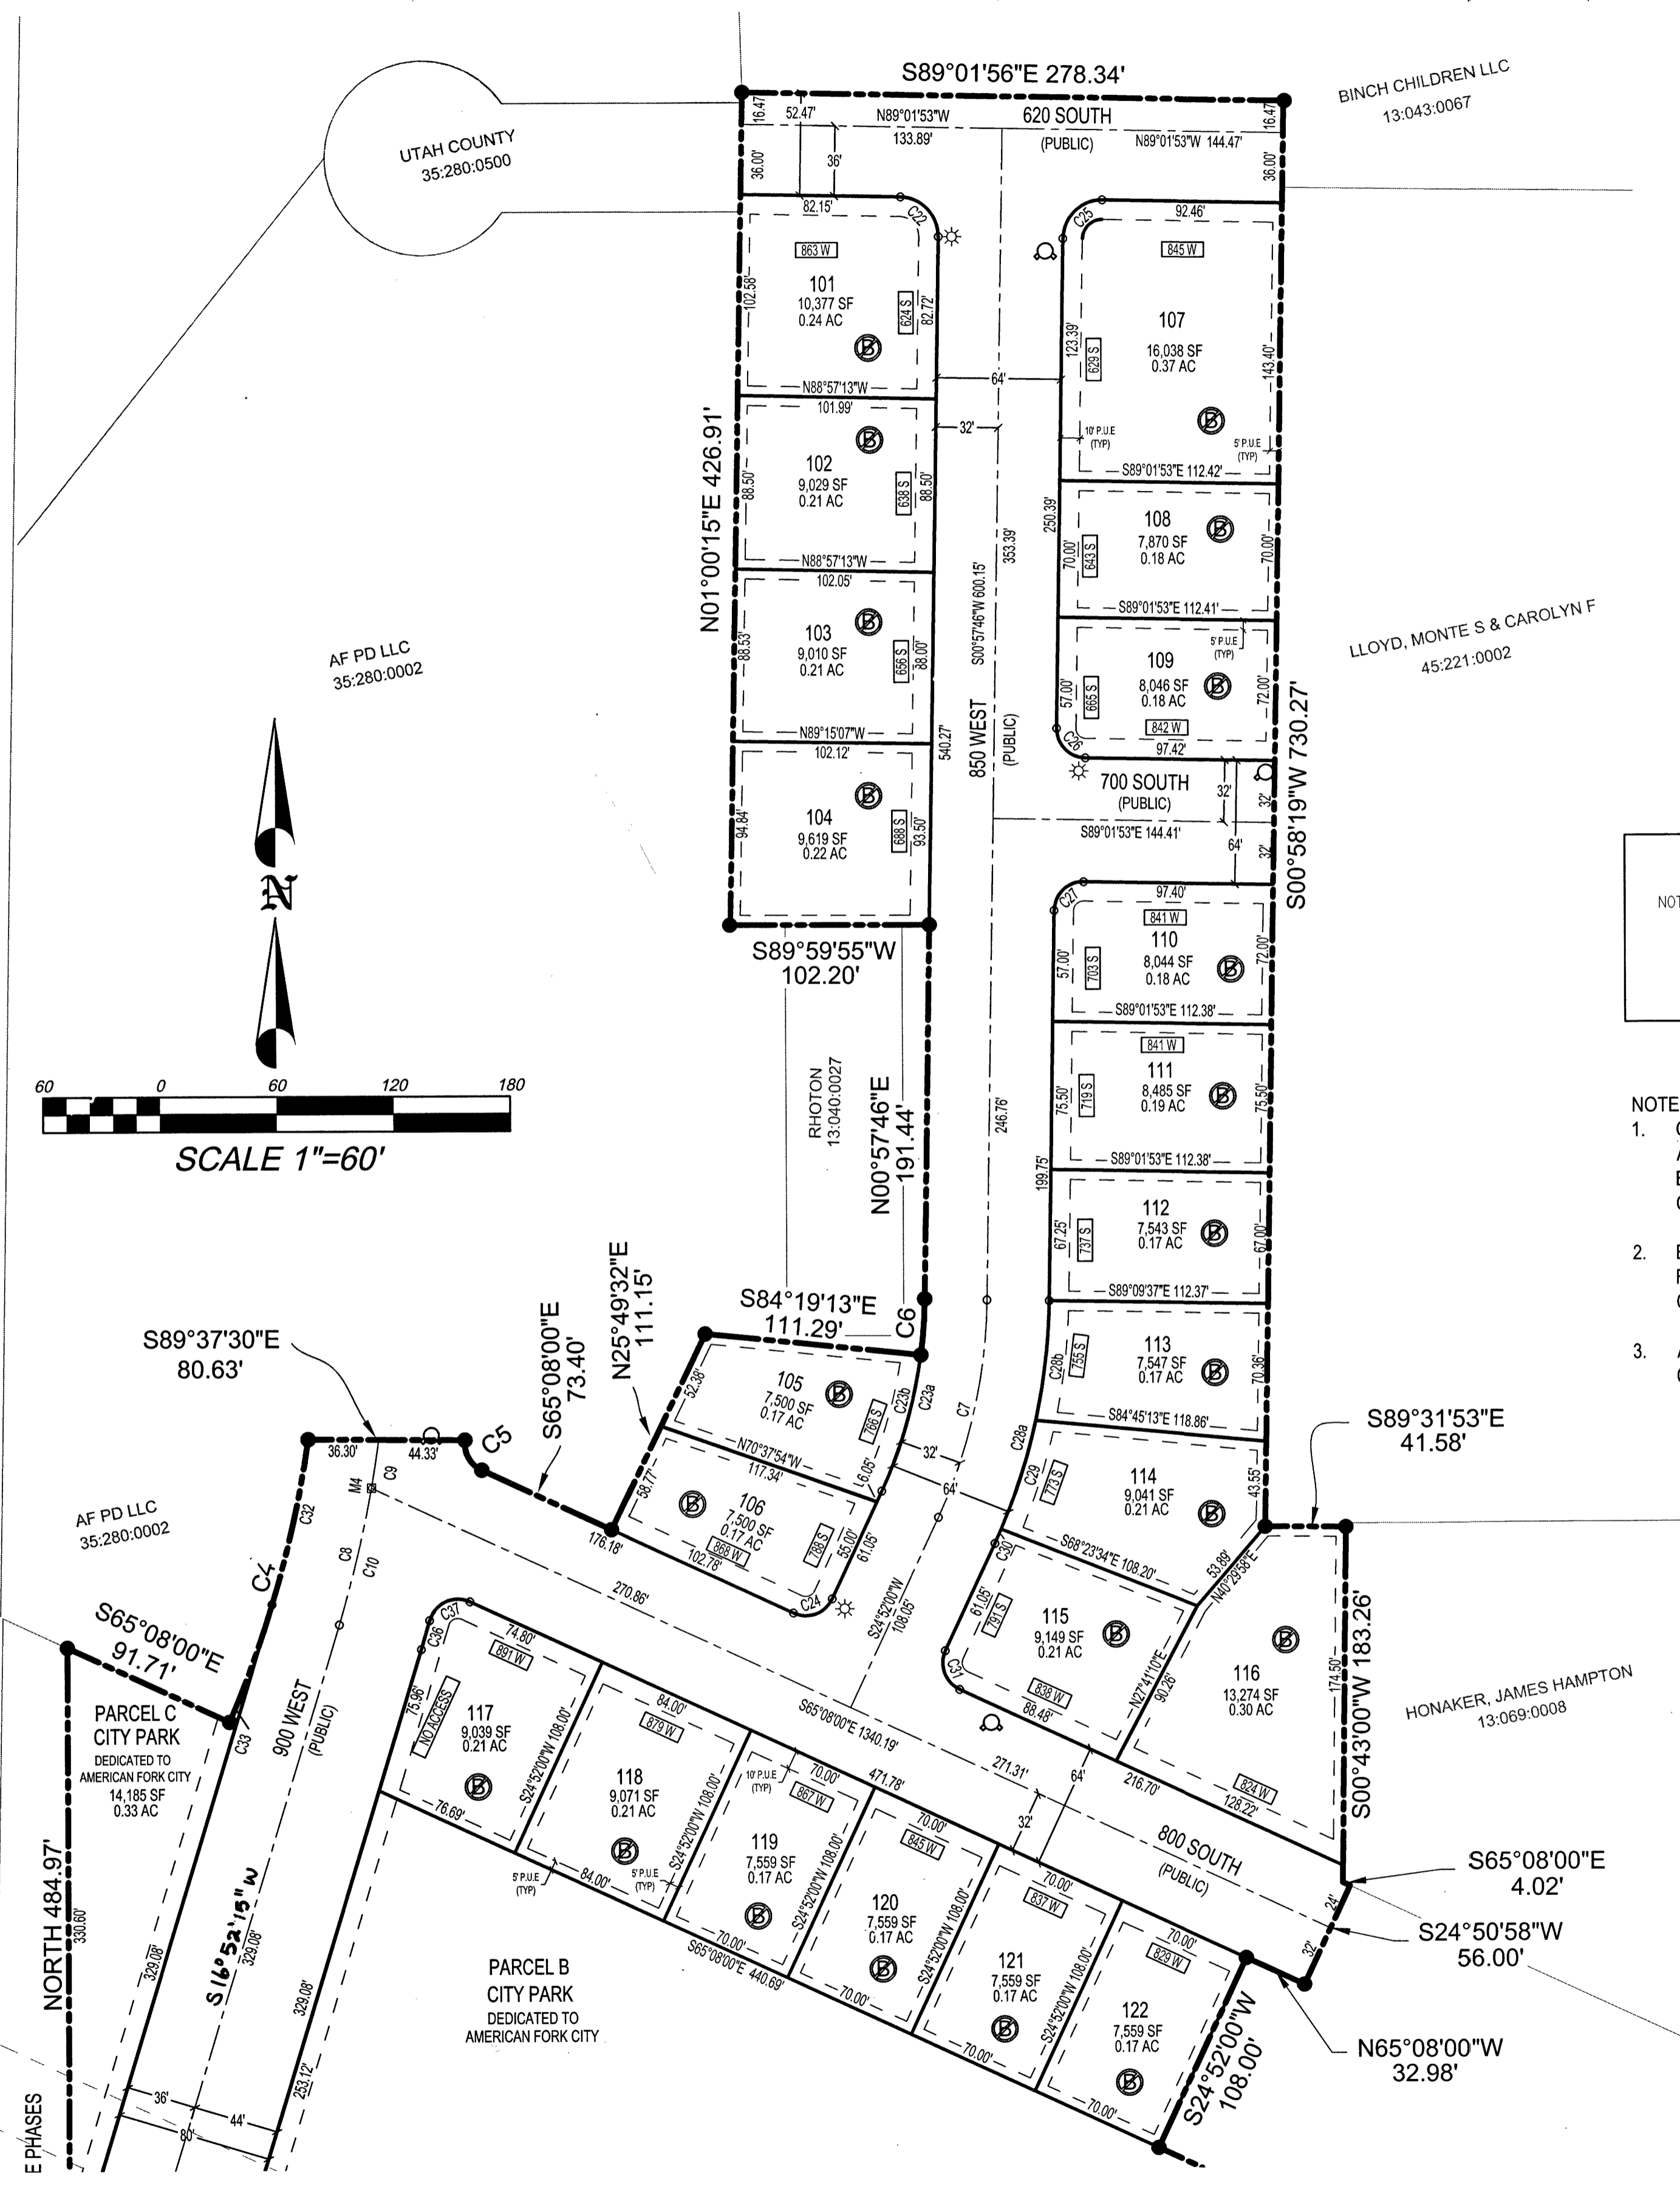 S89°01'56"E 278.34'
BINCH CHILDREN LLC
13:043:0067
UTAH COUNTY
35:280:0500
16.47
52.47'
N89°01'53"W
133.89'
620 SOUTH
(PUBLIC)
N89°01'53"W 144.47'
16.47
36.00'
36'
36.00'
82.15'
C22
C25
92.46'
863 W
845 W
101
10,377 SF
0.24 AC
102.58'
624 S
82.72'
B
107
16,038 SF
0.37 AC
123.39'
629 S
143.40'
B
N88°57'13"W
101.99'
64'
32'
10' P.U.E
(TYP)
5' P.U.E
(TYP)
S89°01'53"E 112.42'
N01°00'15"E 426.91'
102
9,029 SF
0.21 AC
88.50'
638 S
88.50'
B
N88°57'13"W
102.05'
250.39'
353.39'
108
7,870 SF
0.18 AC
70.00'
643 S
70.00'
B
S89°01'53"E 112.41'
S00°57'46"W 600.15'
850 WEST
(PUBLIC)
103
9,010 SF
0.21 AC
88.53'
656 S
88.00'
B
N89°15'07"W
102.12'
540.27'
5' P.U.E
(TYP)
109
8,046 SF
0.18 AC
57.00'
665 S
72.00'
B
842 W
97.42'
C26
AF PD LLC
35:280:0002
LLOYD, MONTE S & CAROLYN F
45:221:0002
S00°58'19"W 730.27'
700 SOUTH
(PUBLIC)
32'
32'
S89°01'53"E 144.41'
64'
32'
104
9,619 SF
0.22 AC
94.84'
688 S
93.50'
B
S89°59'55"W
102.20'
N
C27
97.40'
841 W
110
8,044 SF
0.18 AC
57.00'
703 S
72.00'
B
S89°01'53"E 112.38'
NOT
841 W
111
8,485 SF
0.19 AC
75.50'
719 S
75.50'
B
S89°01'53"E 112.38'
60 0 60 120 180
SCALE 1"=60'
RHOTON
13:040:0027
N00°57'46"E
191.44'
246.76'
199.75'
NOTE
1.
2.
3.
112
7,543 SF
0.17 AC
67.25'
737 S
67.00'
B
S89°09'37"E 112.37'
S84°19'13"E
111.29'
C6
113
7,547 SF
0.17 AC
C28b
755 S
70.36'
B
S84°45'13"E 118.86'
S89°37'30"E
80.63'
S65°08'00"E
73.40'
N25°49'32"E
111.15'
105
7,500 SF
0.17 AC
52.38'
766 S
C23b
C23a
B
C7
N70°37'54"W
117.34'
6.05'
32'
64'
C28a
C29
773 S
114
9,041 SF
0.21 AC
43.55'
B
S68°23'34"E 108.20'
S89°31'53"E
41.58'
36.30'
44.33'
C5
M4
C9
C32
C8
C10
C4
AF PD LLC
35:280:0002
106
7,500 SF
0.17 AC
58.77'
868 W
788 S
55.00'
61.05'
B
102.78'
176.18'
C24
270.86'
S24°52'00"W
108.05'
C30
61.05'
791 S
53.89'
N40°29'58"E
115
9,149 SF
0.21 AC
B
838 W
88.48'
C31
N27°41'10"E
90.26'
116
13,274 SF
0.30 AC
174.50'
B
824 W
128.22'
216.70'
S00°43'00"W 183.26'
HONAKER, JAMES HAMPTON
13:069:0008
S65°08'00"E
91.71'
C33
900 WEST
(PUBLIC)
PARCEL C
CITY PARK
DEDICATED TO
AMERICAN FORK CITY
14,185 SF
0.33 AC
C37
C36
74.80'
891 W
75.96'
NO ACCESS
117
9,039 SF
0.21 AC
B
76.69'
S24°52'00"W 108.00'
84.00'
879 W
118
9,071 SF
0.21 AC
B
84.00'
5' P.U.E
(TYP)
S24°52'00"W 108.00'
5' P.U.E
(TYP)
10' P.U.E
(TYP)
S65°08'00"E 1340.19'
271.31'
64'
32'
70.00'
867 W
471.78'
119
7,559 SF
0.17 AC
B
70.00'
S24°52'00"W 108.00'
70.00'
845 W
120
7,559 SF
0.17 AC
B
70.00'
S24°52'00"W 108.00'
70.00'
837 W
121
7,559 SF
0.17 AC
B
70.00'
S24°52'00"W 108.00'
70.00'
829 W
122
7,559 SF
0.17 AC
B
70.00'
S65°08'00"E 440.69'
800 SOUTH
(PUBLIC)
S65°08'00"E
4.02'
24'
32'
S24°50'58"W
56.00'
N65°08'00"W
32.98'
S24°52'00"W
108.00'
NORTH 484.97'
330.60'
329.08'
S16°52'15"W
329.08'
329.08'
253.12'
PARCEL B
CITY PARK
DEDICATED TO
AMERICAN FORK CITY
36'
44'
80'
E PHASES